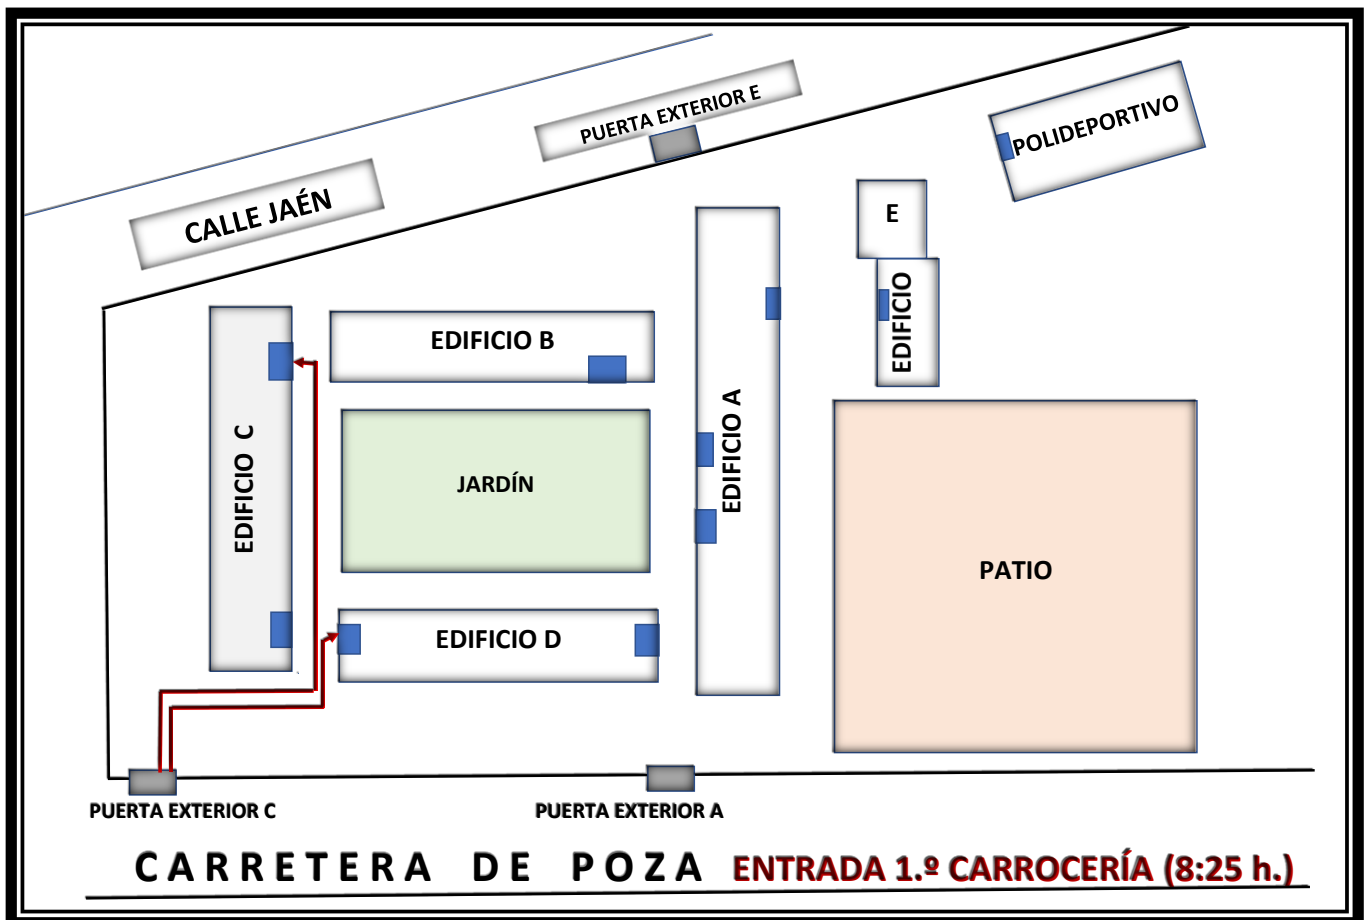 PUERTA EXTERIOR E
POLIDEPORTIVO
CALLE JAÉN
E
EDIFICIO
EDIFICIO B
EDIFICIO C
EDIFICIO A
JARDÍN
PATIO
EDIFICIO D
PUERTA EXTERIOR C
PUERTA EXTERIOR A
CARRETERA DE POZA ENTRADA 1.º CARROCERÍA (8:25 h.)